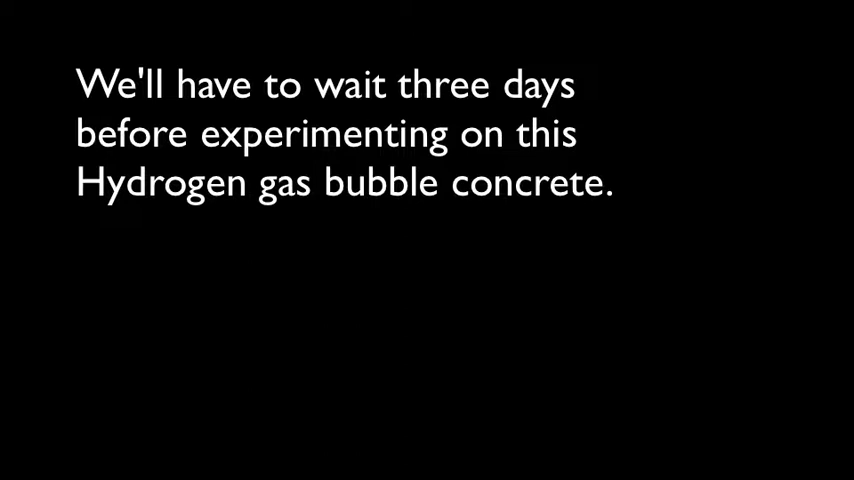 We'll have to wait three days
before experimenting on this
Hydrogen gas bubble concrete.